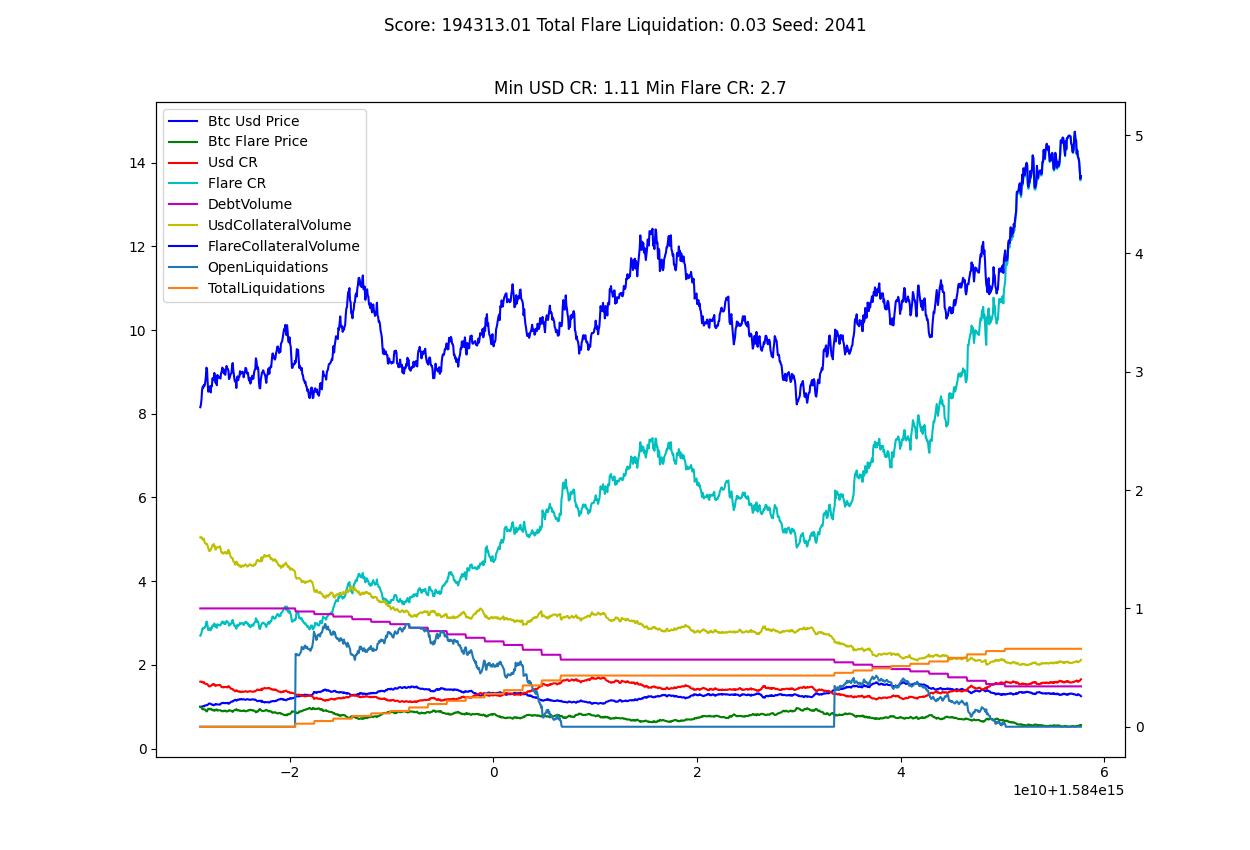 Score: 194313.01 Total Flare Liquidation: 0.03 Seed: 2041
Min USD CR: 1.11 Min Flare CR: 2.7
Btc Usd Price
Btc Flare Price
Usd CR
Flare CR
DebtVolume
UsdCollateralVolume
FlareCollateralVolume
OpenLiquidations
TotalLiquidations
14
12
10
8
6
4
2
0
5
4
3
2
1
0
−2
0
2
4
6
1e10+1.584e15